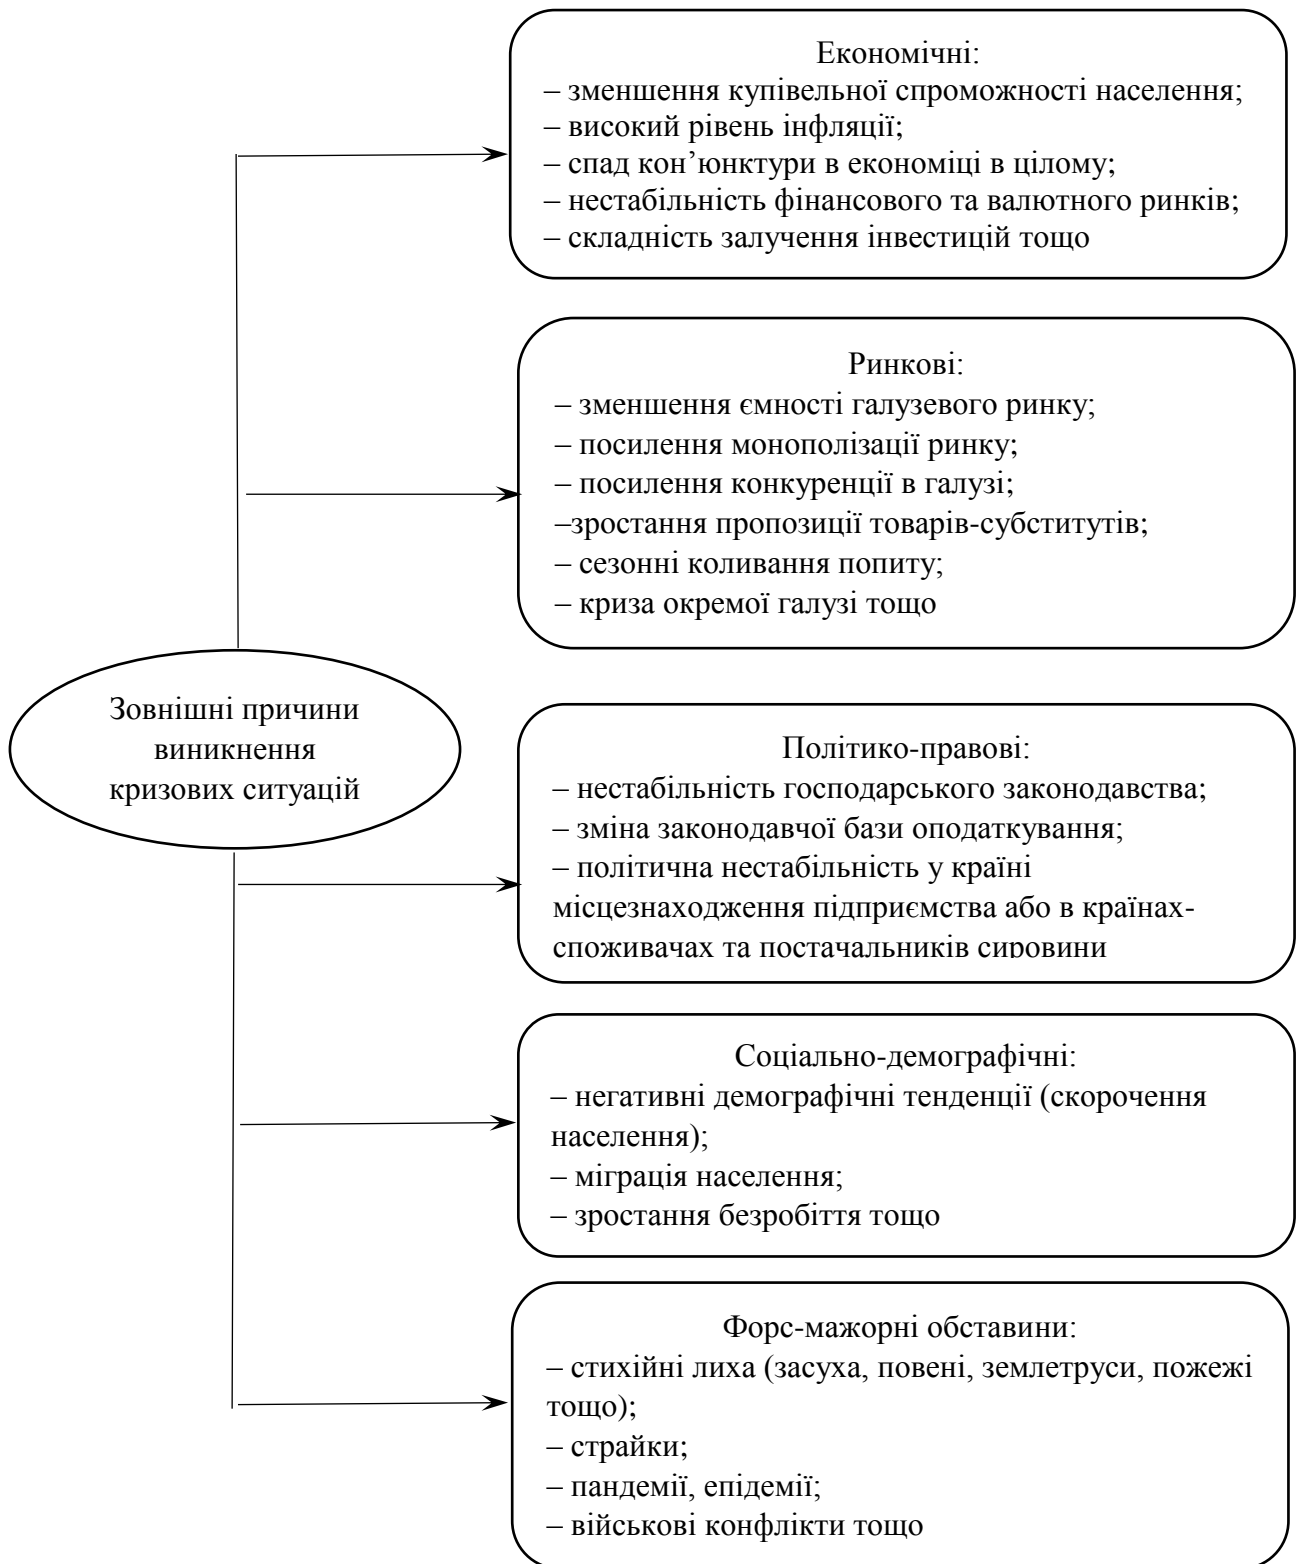 Економічні:
– зменшення купівельної спроможності населення;
– високий рівень інфляції;
– спад кон’юнктури в економіці в цілому;
– нестабільність фінансового та валютного ринків;
– складність залучення інвестицій тощо
Ринкові:
– зменшення ємності галузевого ринку;
– посилення монополізації ринку;
– посилення конкуренції в галузі;
–зростання пропозиції товарів-субститутів;
– сезонні коливання попиту;
– криза окремої галузі тощо
Зовнішні причини
виникнення
кризових ситуацій
Політико-правові:
– нестабільність господарського законодавства;
– зміна законодавчої бази оподаткування;
– політична нестабільність у країні
місцезнаходження підприємства або в країнах-
споживачах та постачальників сировини
Соціально-демографічні:
– негативні демографічні тенденції (скорочення
населення);
– міграція населення;
– зростання безробіття тощо
Форс-мажорні обставини:
– стихійні лиха (засуха, повені, землетруси, пожежі
тощо);
– страйки;
– пандемії, епідемії;
– військові конфлікти тощо